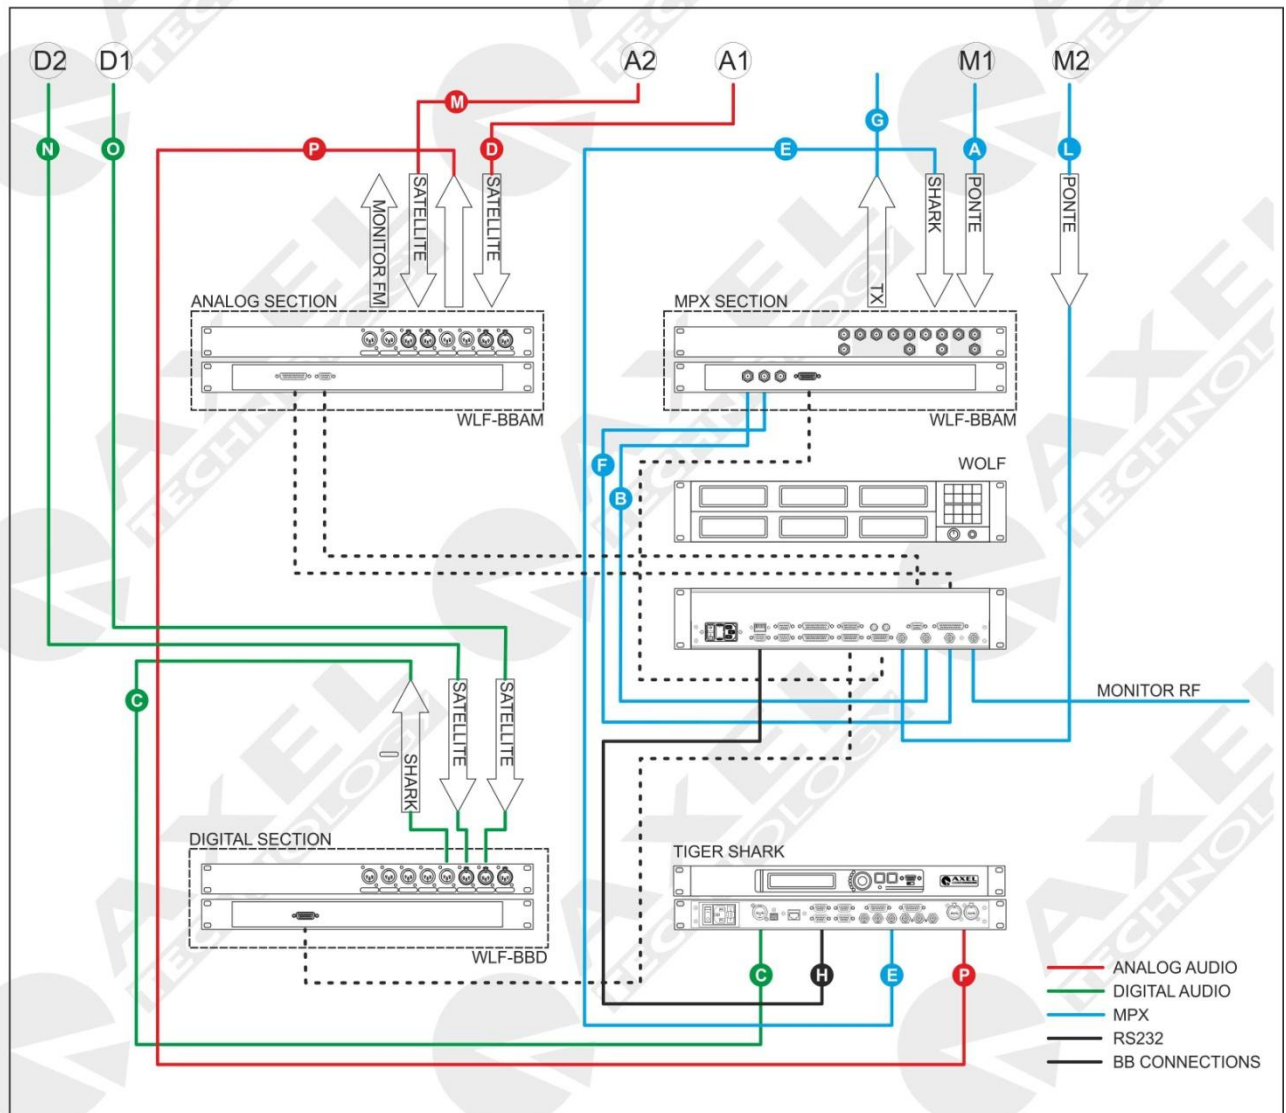 D2
D1
A2
A1
M1
M2
M
G
N
O
P
D
E
A
L
MONITOR FM
SATELLITE
SATELLITE
TX
SHARK
PONTE
PONTE
ANALOG SECTION
MPX SECTION
WLF-BBAM
WLF-BBAM
F
WOLF
B
C
SHARK
SATELLITE
SATELLITE
MONITOR RF
DIGITAL SECTION
TIGER SHARK
AXEL
WLF-BBD
C
H
E
P
ANALOG AUDIO
DIGITAL AUDIO
MPX
RS232
BB CONNECTIONS
AXEL
TECHNOLOGY